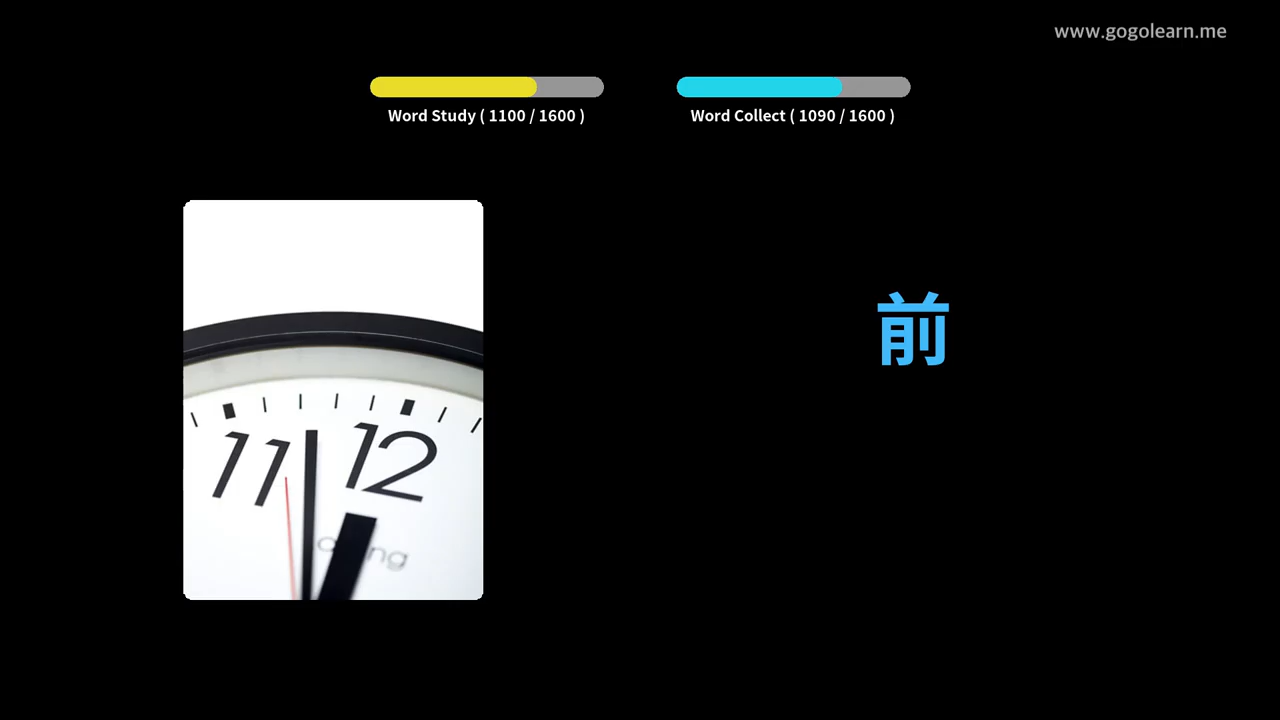 www.gogolearn.me
Word Study ( 1100 / 1600 )
Word Collect ( 1090 / 1600 )
前
11
12